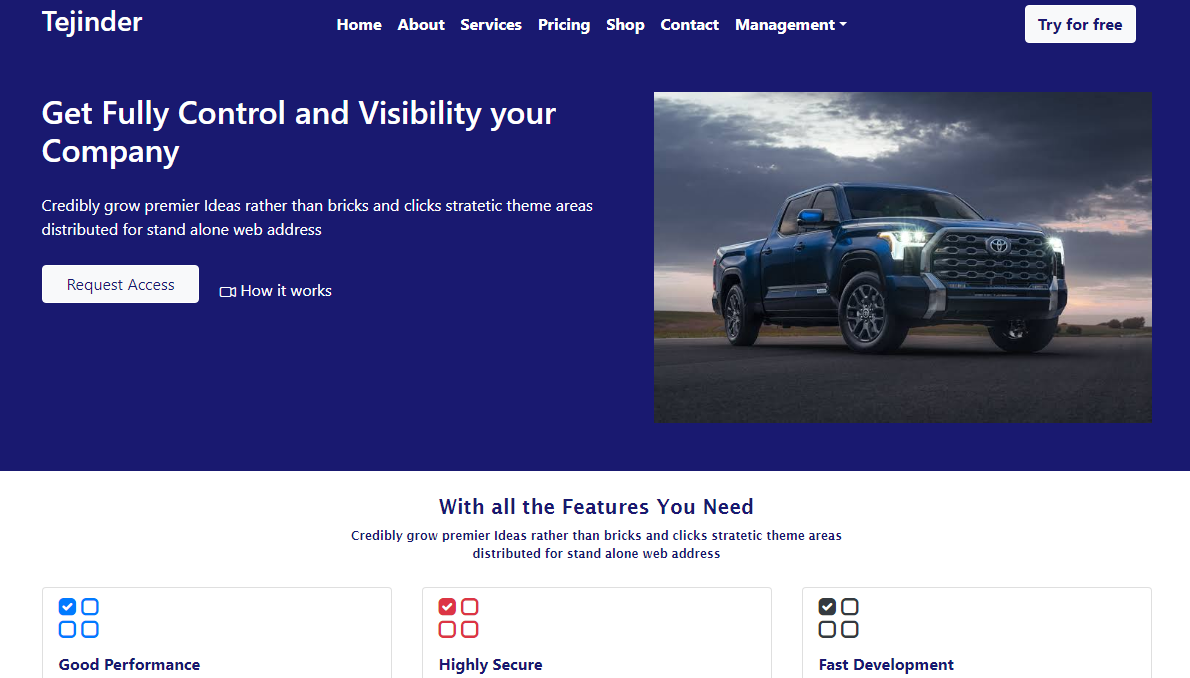 Tejinder
Home About Services Pricing Shop Contact Management
Try for free
Get Fully Control and Visibility your
Company
Credibly grow premier Ideas rather than bricks and clicks stratetic theme areas
distributed for stand alone web address
Request Access
How it works
With all the Features You Need
Credibly grow premier Ideas rather than bricks and clicks stratetic theme areas
distributed for stand alone web address
Good Performance
Highly Secure
Fast Development